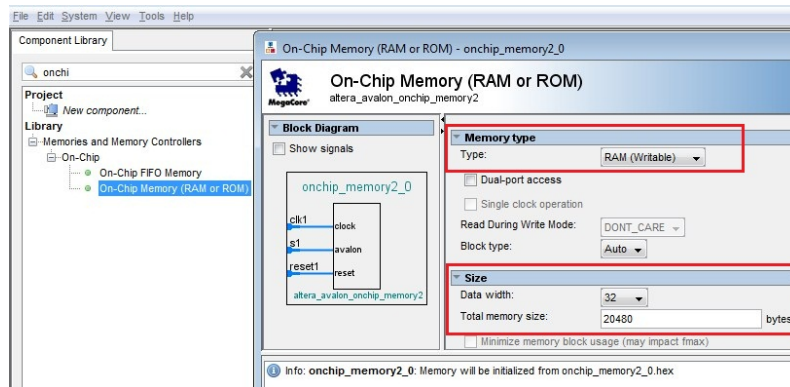 File Edit System View Tools Help
Component Library
onchi
Project
New component...
Library
Memories and Memory Controllers
On-Chip
On-Chip FIFO Memory
On-Chip Memory (RAM or ROM)
On-Chip Memory (RAM or ROM) - onchip_memory2_0
MegaCore'
On-Chip Memory (RAM or ROM)
altera_avalon_onchip_memory2
Block Diagram
Show signals
onchip_memory2_0
clk1
clock
s1
avalon
reset1
reset
altera_avalon_onchip_memory2
Memory type
Type: RAM (Writable)
Dual-port access
Single clock operation
Read During Write Mode: DONT_CARE
Block type: Auto
Size
Data width: 32
Total memory size: 20480 bytes
Minimize memory block usage (may impact fmax)
Info: onchip_memory2_0: Memory will be initialized from onchip_memory2_0.hex